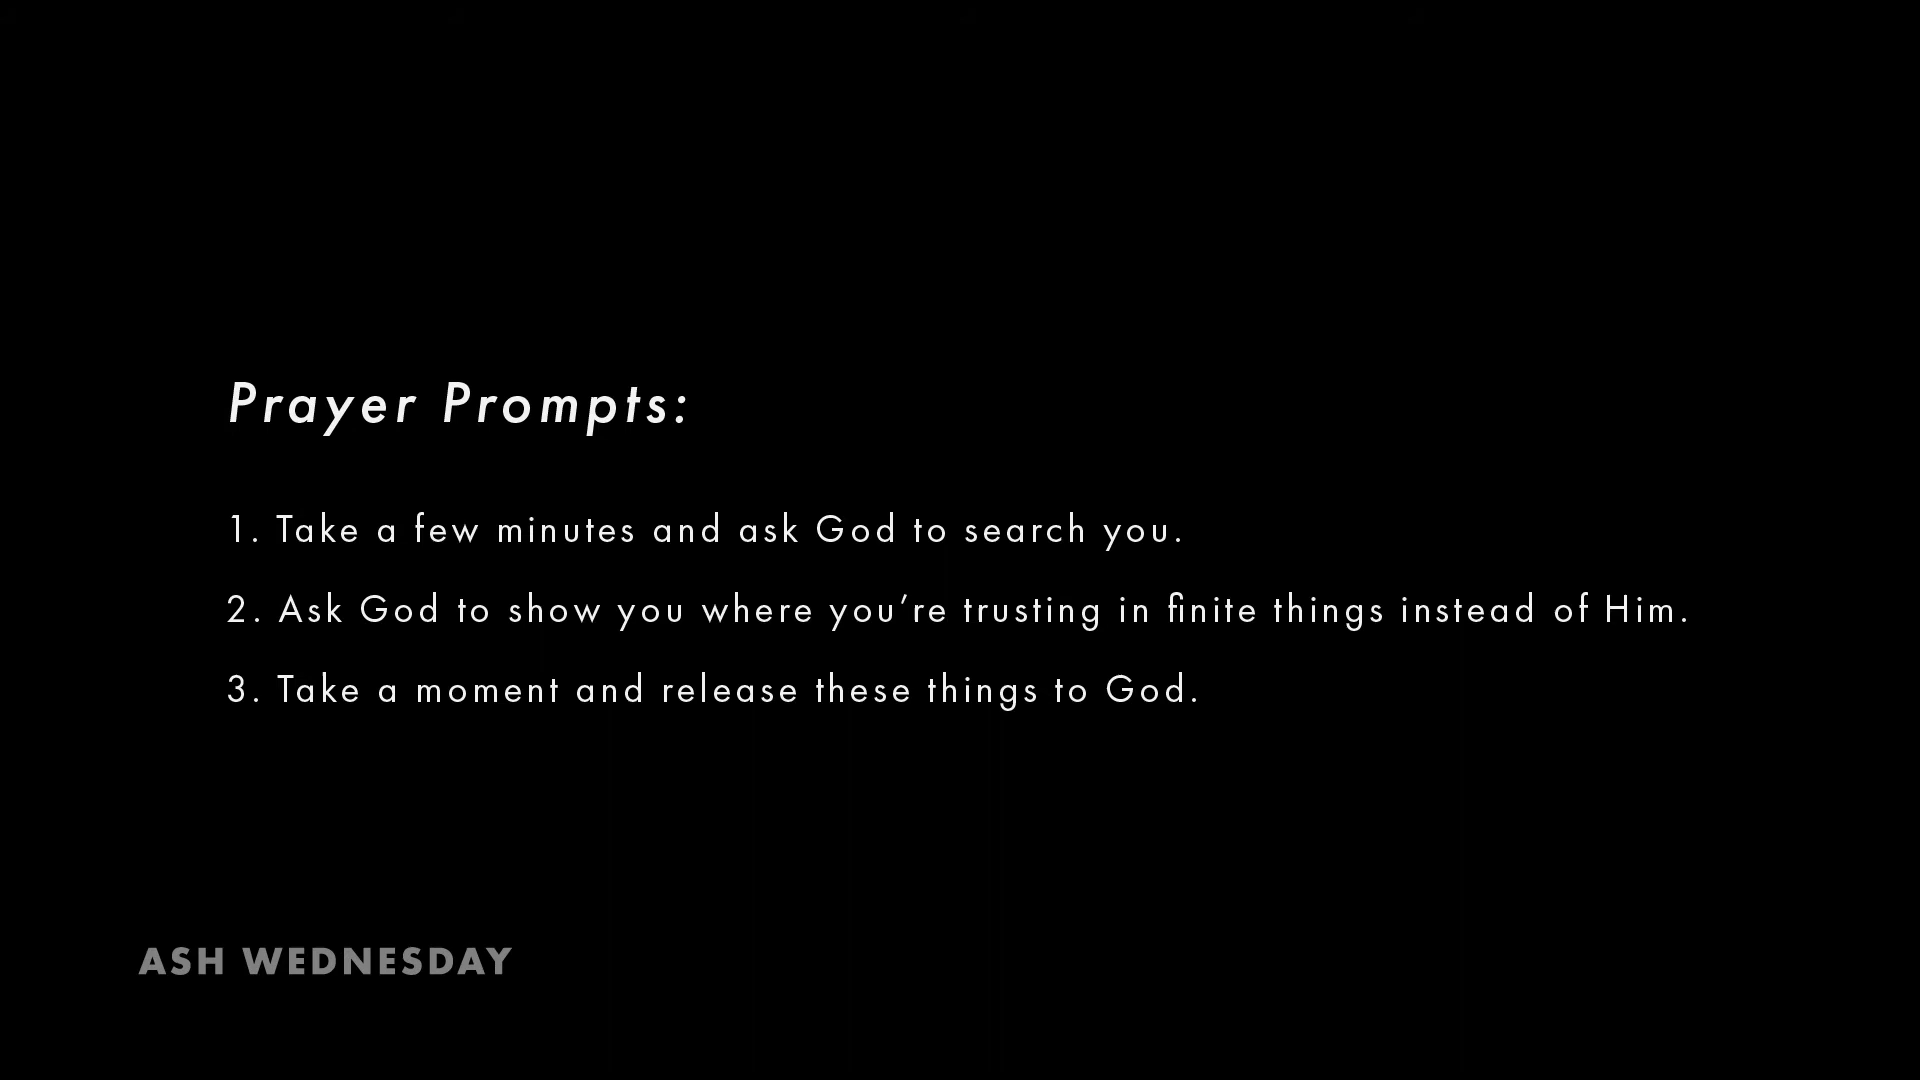 Prayer Prompts:
1. Take a few minutes and ask God to search you.
2. Ask God to show you where you’re trusting in finite things instead of Him.
3. Take a moment and release these things to God.
ASH WEDNESDAY